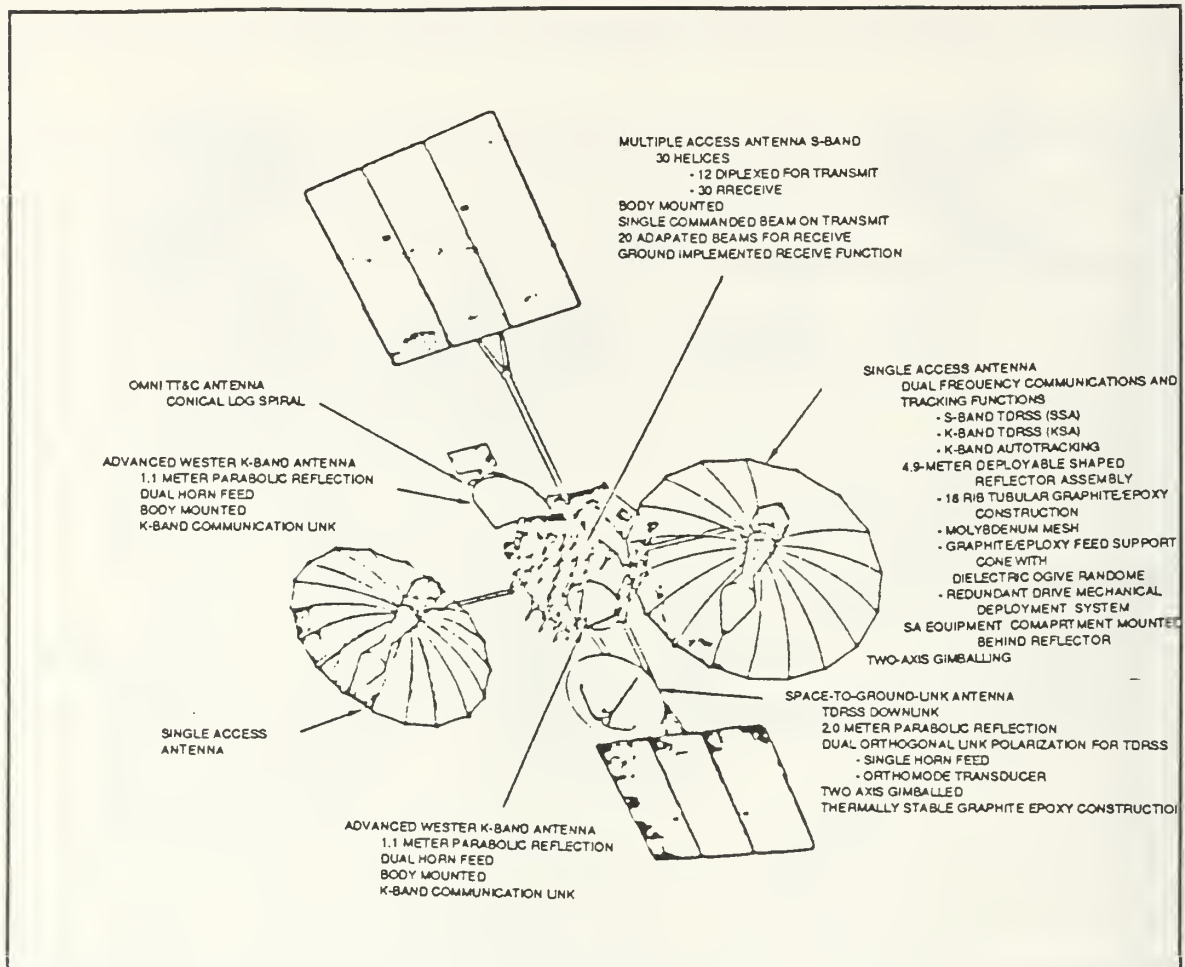 MULTIPLE ACCESS ANTENNA S-BAND
30 HELICES
- 12 DIPLEXED FOR TRANSMIT
- 30 RRECEIVE
BODY MOUNTED
SINGLE COMMANDED BEAM ON TRANSMIT
20 ADAPATED BEAMS FOR RECEIVE
GROUND IMPLEMENTED RECEIVE FUNCTION
OMNI TT&C ANTENNA
CONICAL LOG SPIRAL
ADVANCED WESTER K-BAND ANTENNA
1.1 METER PARABOLIC REFLECTION
DUAL HORN FEED
BODY MOUNTED
K-BAND COMMUNICATION LINK
SINGLE ACCESS ANTENNA
DUAL FREQUENCY COMMUNICATIONS AND
TRACKING FUNCTIONS
- S-BAND TDRSS (SSA)
- K-BAND TDRSS (KSA)
- K-BAND AUTOTRACKING
4.9-METER DEPLOYABLE SHAPED
REFLECTOR ASSEMBLY
- 18 RIB TUBULAR GRAPHITE/EPOXY
CONSTRUCTION
- MOLYBDENUM MESH
- GRAPHITE/EPLOXY FEED SUPPORT
CONE WITH
DIELECTRIC OGIVE RANDOME
- REDUNDANT DRIVE MECHANICAL
DEPLOYMENT SYSTEM
SA EQUIPMENT COMAPRTMENT MOUNTED
BEHIND REFLECTOR
TWO-AXIS GIMBALLING
SINGLE ACCESS
ANTENNA
SPACE-TO-GROUND-LINK ANTENNA
TDRSS DOWNLINK
2.0 METER PARABOLIC REFLECTION
DUAL ORTHOGONAL LINK POLARIZATION FOR TDRSS
- SINGLE HORN FEED
- ORTHOMODE TRANSDUCER
TWO AXIS GIMBALLED
THERMALLY STABLE GRAPHITE EPOXY CONSTRUCTION
ADVANCED WESTER K-BAND ANTENNA
1.1 METER PARABOLIC REFLECTION
DUAL HORN FEED
BODY MOUNTED
K-BAND COMMUNICATION LINK